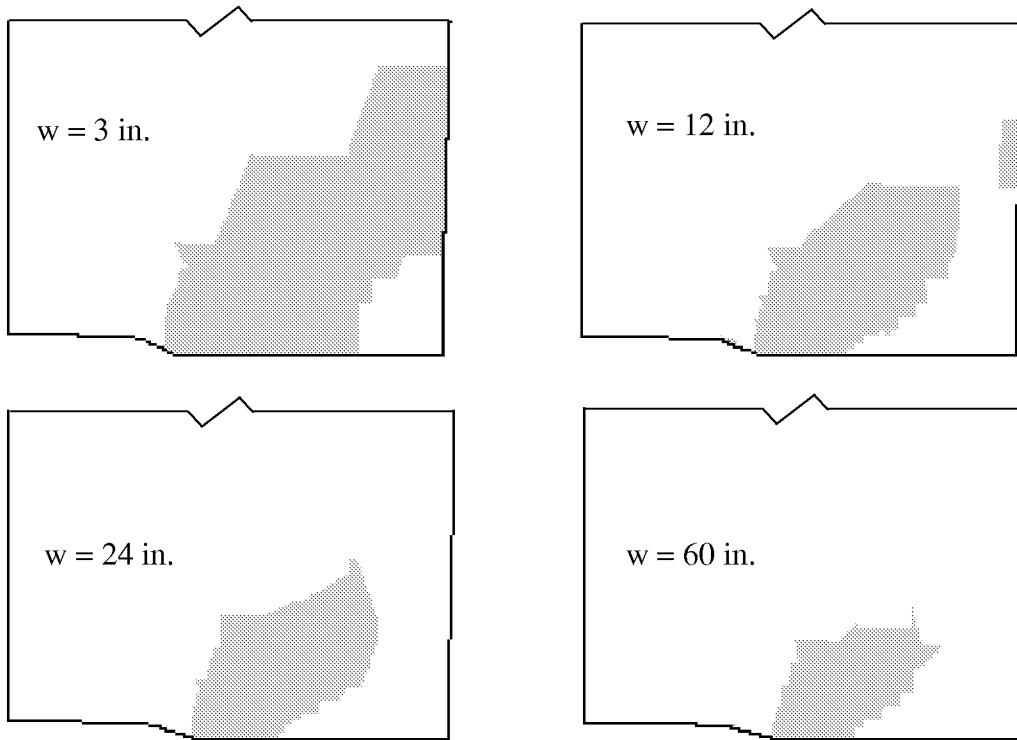 w = 3 in.
w = 12 in.
w = 24 in.
w = 60 in.